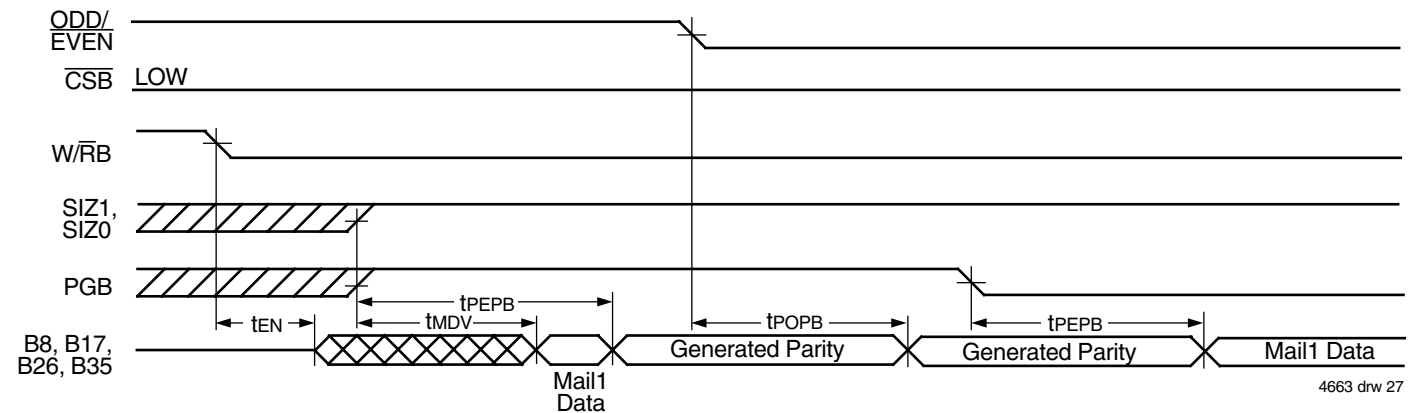 ODD/
EVEN
CSB LOW
W/RB
SIZ1,
SIZ0
PGB
tPEPB
tEN tMDV tPOPB tPEPB
B8, B17,
B26, B35
Generated Parity Generated Parity Mail1 Data
Mail1
Data
4663 drw 27